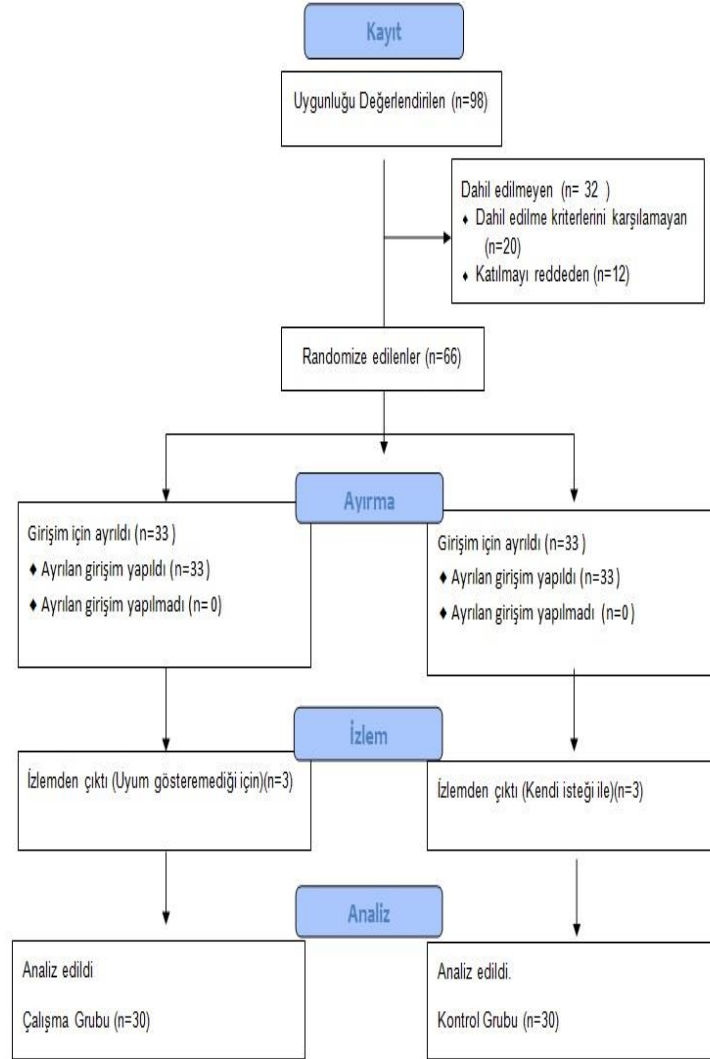 Kayıt
Uygunluğu Değerlendirilen (n=98)
Dahil edilmeyen (n= 32 )
♦ Dahil edilme kriterlerini karşılamayan
(n=20)
♦ Katılmayı reddeden (n=12)
Randomize edilenler (n=66)
Ayırma
Girişim için ayrıldı (n=33 )
♦ Ayrılan girişim yapıldı (n=33 )
♦ Ayrılan girişim yapılmadı (n= 0 )
Girişim için ayrıldı (n=33 )
♦ Ayrılan girişim yapıldı (n=33 )
♦ Ayrılan girişim yapılmadı (n=0 )
İzlem
İzlemden çıktı (Uyum gösteremediği için)(n=3)
İzlemden çıktı (Kendi isteği ile)(n=3)
Analiz
Analiz edildi
Çalışma Grubu (n=30)
Analiz edildi.
Kontrol Grubu (n=30)